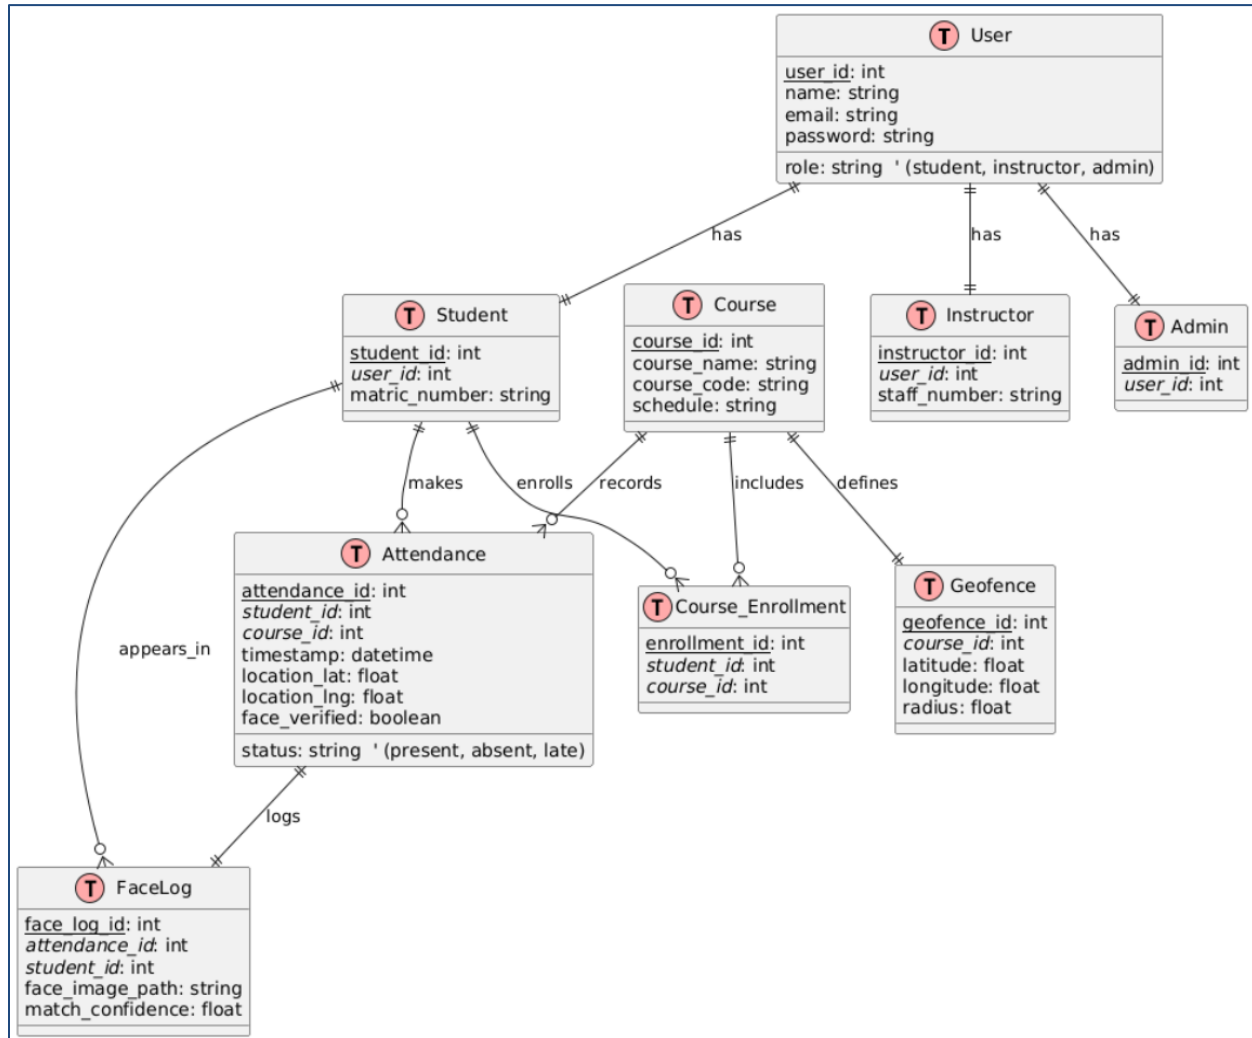 T User
user_id: int
name: string
email: string
password: string
role: string ' (student, instructor, admin)
has
has
has
T Student
student_id: int
user_id: int
matric_number: string
T Course
course_id: int
course_name: string
course_code: string
schedule: string
T Instructor
instructor_id: int
user_id: int
staff_number: string
T Admin
admin_id: int
user_id: int
makes
enrolls
records
includes
defines
T Attendance
attendance_id: int
student_id: int
course_id: int
timestamp: datetime
location_lat: float
location_lng: float
face_verified: boolean
status: string ' (present, absent, late)
T Course_Enrollment
enrollment_id: int
student_id: int
course_id: int
T Geofence
geofence_id: int
course_id: int
latitude: float
longitude: float
radius: float
appears_in
logs
T FaceLog
face_log_id: int
attendance_id: int
student_id: int
face_image_path: string
match_confidence: float